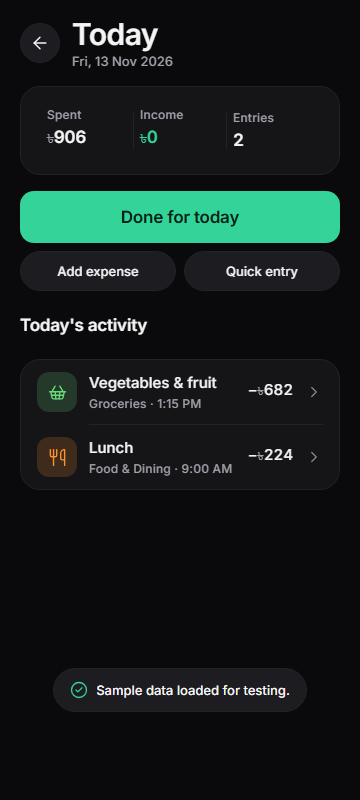 Today
Fri, 13 Nov 2026
Spent
৳906
Income
৳0
Entries
2
Done for today
Add expense
Quick entry
Today's activity
Vegetables & fruit
Groceries · 1:15 PM
−৳682
Lunch
Food & Dining · 9:00 AM
−৳224
Sample data loaded for testing.